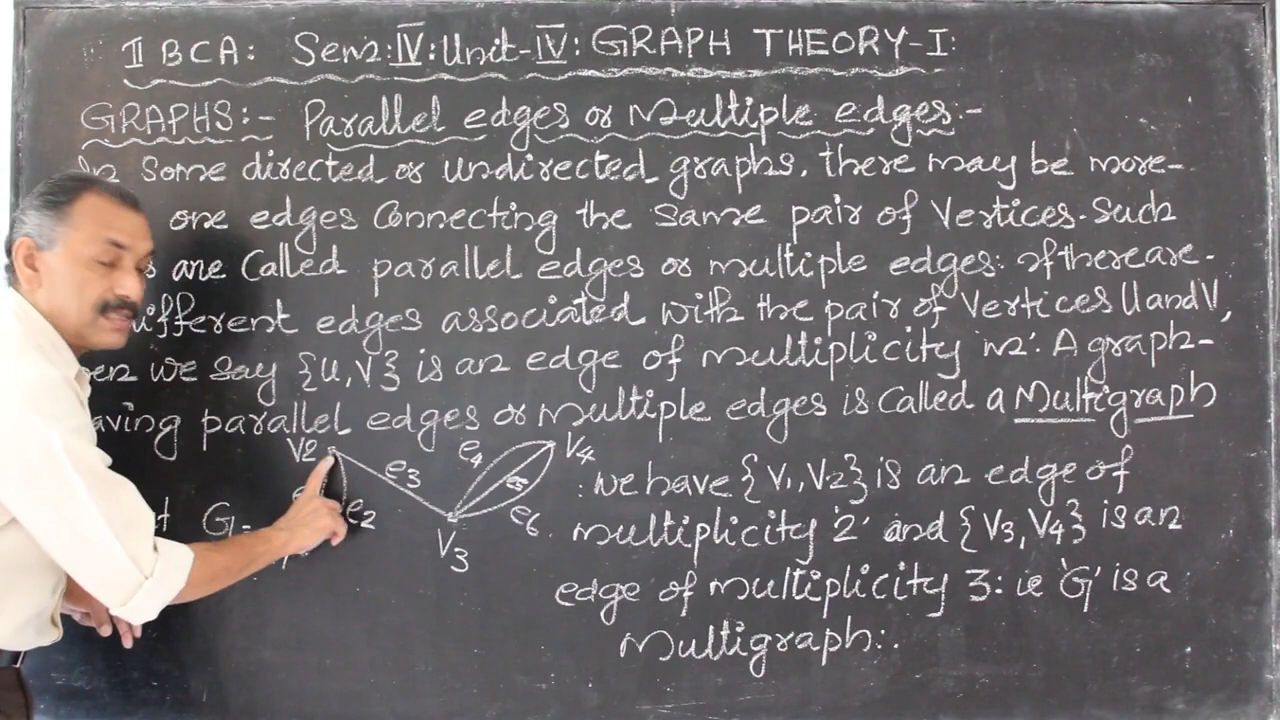 II BCA: Sem:IV:Unit-IV: GRAPH THEORY-I:
GRAPHS:- Parallel edges or Multiple edges:-
In Some directed or undirected graphs, there may be more-
one edges Connecting the Same pair of Vertices. Such
are Called parallel edges or multiple edges: If there are-
different edges associated with the pair of Vertices U and V,
we say {U,V} is an edge of multiplicity 'm'. A graph-
having parallel edges or multiple edges is Called a Multigraph
V2 e3 e4 e5 V4
G- e2 V3 e6
: we have {V1,V2} is an edge of
multiplicity '2' and {V3,V4} is an
edge of multiplicity 3: ie 'G' is a
Multigraph:.